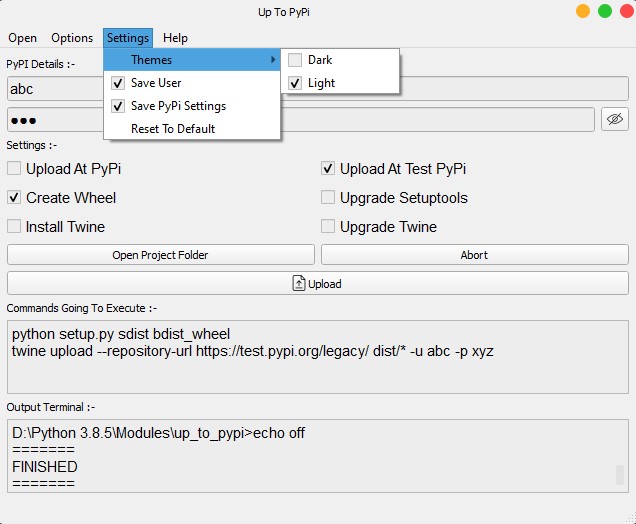 Up To PyPi
Open Options Settings Help
Themes
Dark
Light
Save User
Save PyPi Settings
Reset To Default
PyPI Details :-
abc
●●●
Settings :-
Upload At PyPi
Upload At Test PyPi
Create Wheel
Upgrade Setuptools
Install Twine
Upgrade Twine
Open Project Folder
Abort
Upload
Commands Going To Execute :-
python setup.py sdist bdist_wheel
twine upload --repository-url https://test.pypi.org/legacy/ dist/* -u abc -p xyz
Output Terminal :-
D:\Python 3.8.5\Modules\up_to_pypi>echo off
=======
FINISHED
=======